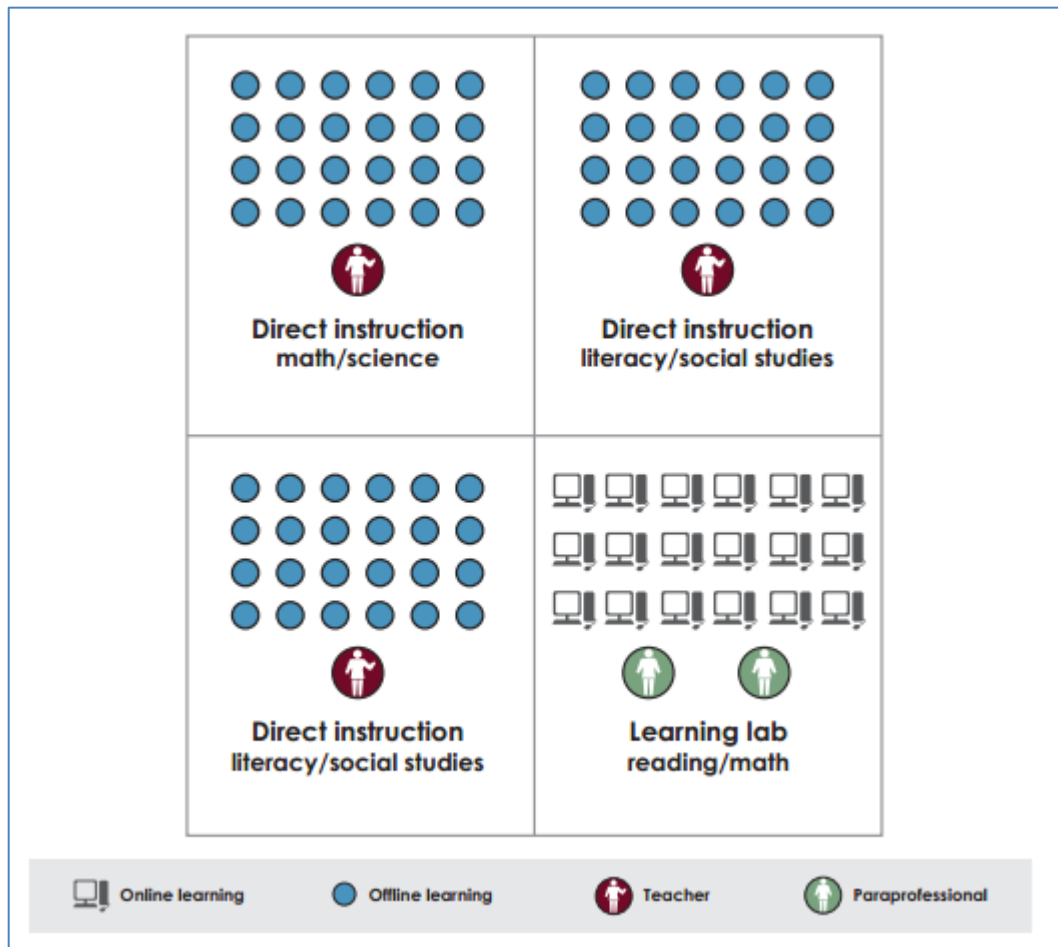 Direct instruction
math/science
Direct instruction
literacy/social studies
Direct instruction
literacy/social studies
Learning lab
reading/math
Online learning
Offline learning
Teacher
Paraprofessional